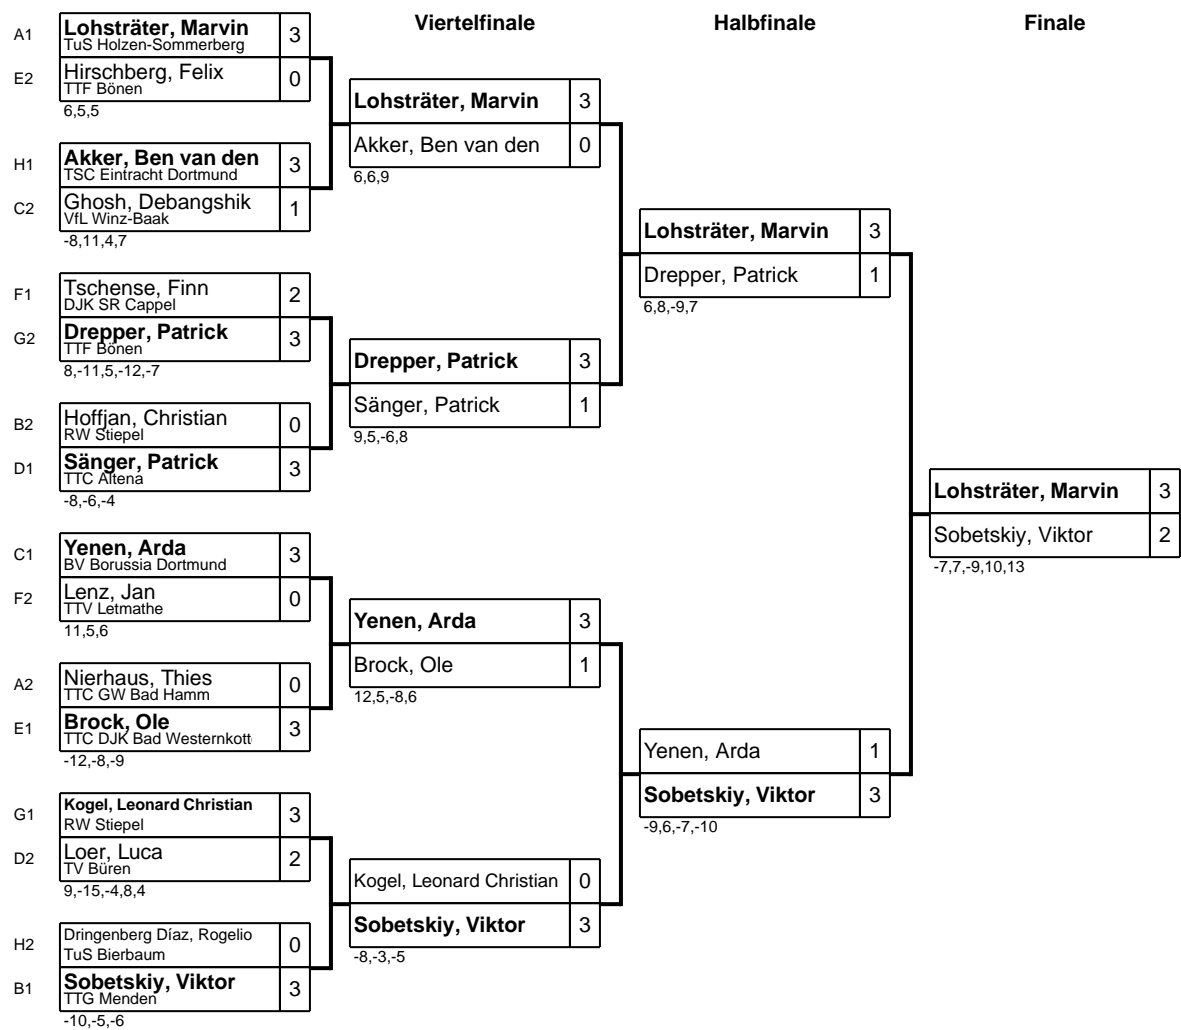 Viertelfinale
Halbfinale
Finale
A1
Lohsträter, Marvin
3
TuS Holzen-Sommerberg
E2
Hirschberg, Felix
0
TTF Bönen
6,5,5
H1
Akker, Ben van den
3
TSC Eintracht Dortmund
C2
Ghosh, Debangshik
1
VfL Winz-Baak
-8,11,4,7
F1
Tschense, Finn
2
DJK SR Cappel
G2
Drepper, Patrick
3
TTF Bönen
8,-11,5,-12,-7
B2
Hoffjan, Christian
0
RW Stiepel
D1
Sänger, Patrick
3
TTC Altena
-8,-6,-4
C1
Yenen, Arda
3
BV Borussia Dortmund
F2
Lenz, Jan
0
TTV Letmathe
11,5,6
A2
Nierhaus, Thies
0
TTC GW Bad Hamm
E1
Brock, Ole
3
TTC DJK Bad Westernkott
-12,-8,-9
G1
Kogel, Leonard Christian
3
RW Stiepel
D2
Loer, Luca
2
TV Büren
9,-15,-4,8,4
H2
Dringenberg Díaz, Rogelio
0
TuS Bierbaum
B1
Sobetskiy, Viktor
3
TTG Menden
-10,-5,-6
Lohsträter, Marvin
3
Akker, Ben van den
0
6,6,9
Drepper, Patrick
3
Sänger, Patrick
1
9,5,-6,8
Yenen, Arda
3
Brock, Ole
1
12,5,-8,6
Kogel, Leonard Christian
0
Sobetskiy, Viktor
3
-8,-3,-5
Lohsträter, Marvin
3
Drepper, Patrick
1
6,8,-9,7
Yenen, Arda
1
Sobetskiy, Viktor
3
-9,6,-7,-10
Lohsträter, Marvin
3
Sobetskiy, Viktor
2
-7,7,-9,10,13